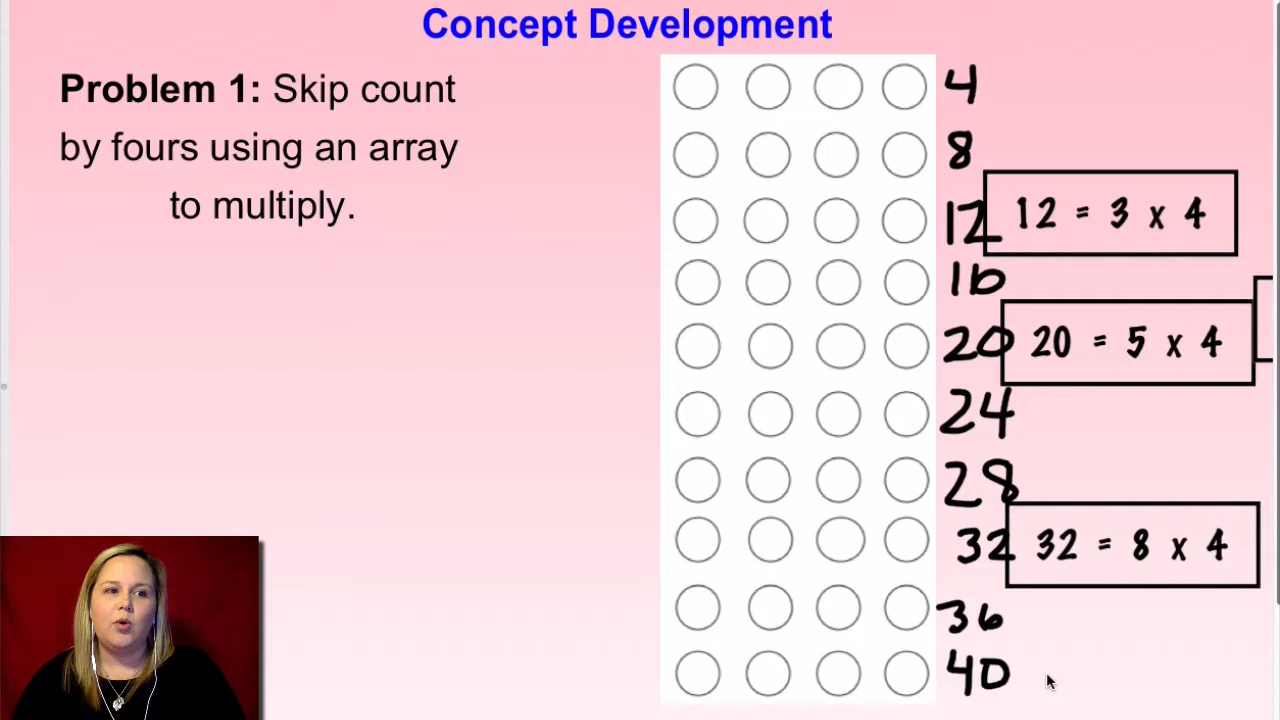 Concept Development
Problem 1: Skip count
by fours using an array
to multiply.
4
8
12
12 = 3 x 4
16
20
20 = 5 x 4
24
28
32
32 = 8 x 4
36
40